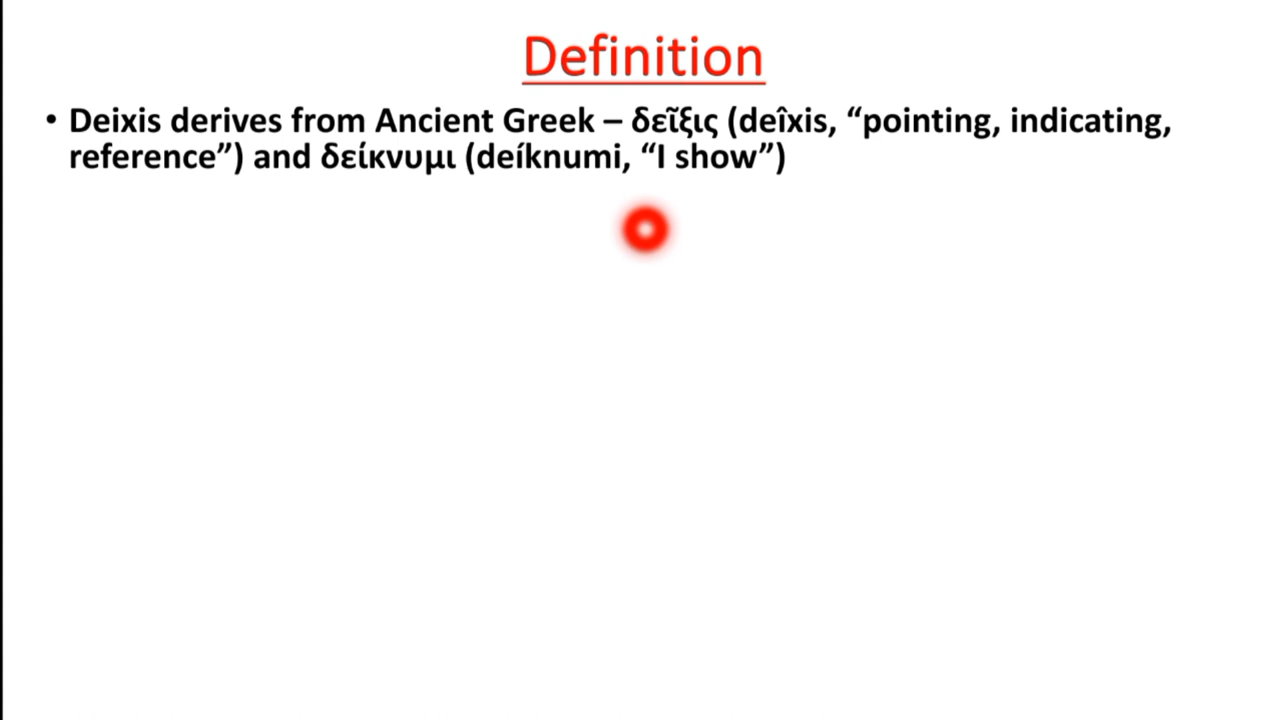 Definition
• Deixis derives from Ancient Greek – δεῖξις (deîxis, “pointing, indicating,
reference”) and δείκνυμι (deíknumi, “I show”)